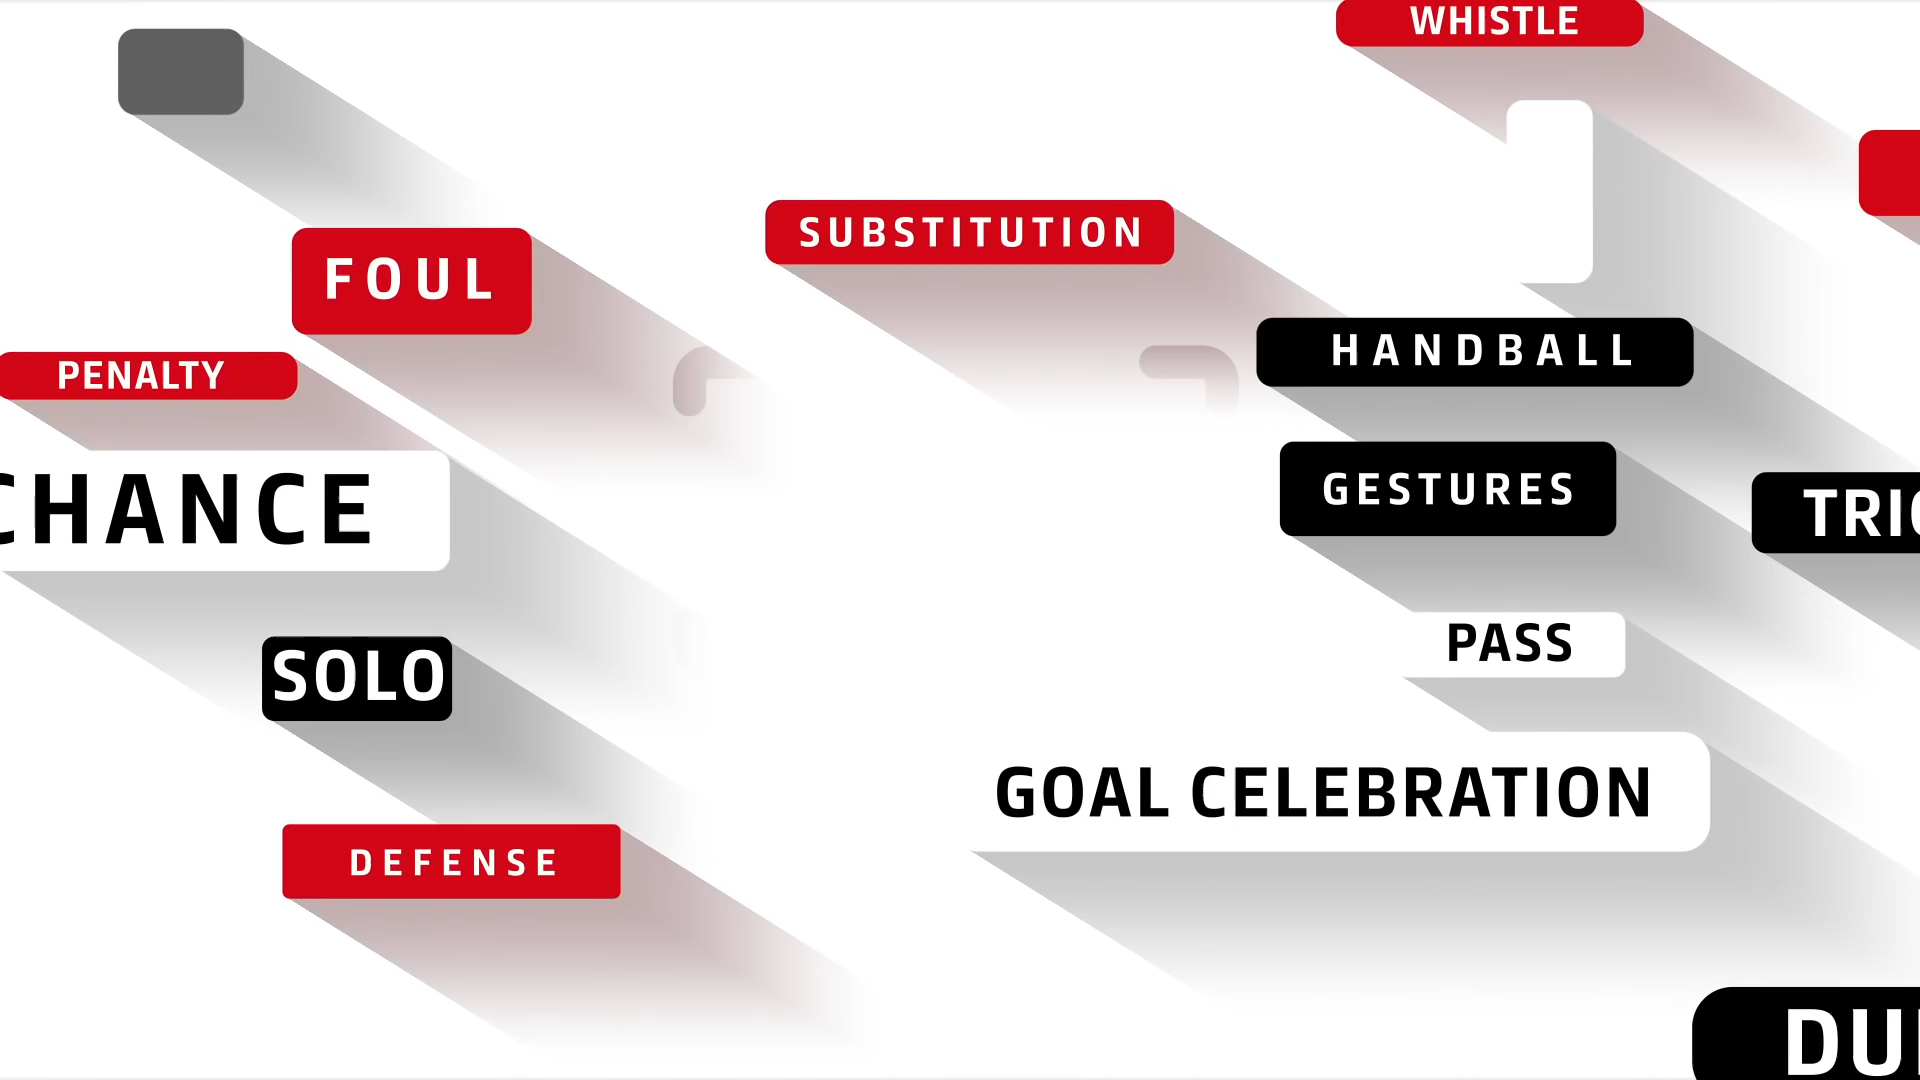 WHISTLE
SUBSTITUTION
FOUL
HANDBALL
PENALTY
GESTURES
CHANCE
PASS
SOLO
GOAL CELEBRATION
DEFENSE